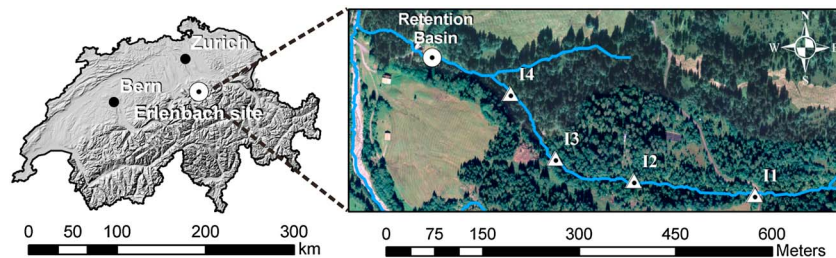 Zurich
Bern
Erlenbach site
0 50 100 200 300
km
Retention
Basin
I4
I3
I2
I1
N
W
E
S
0 75 150 300 450 600
Meters